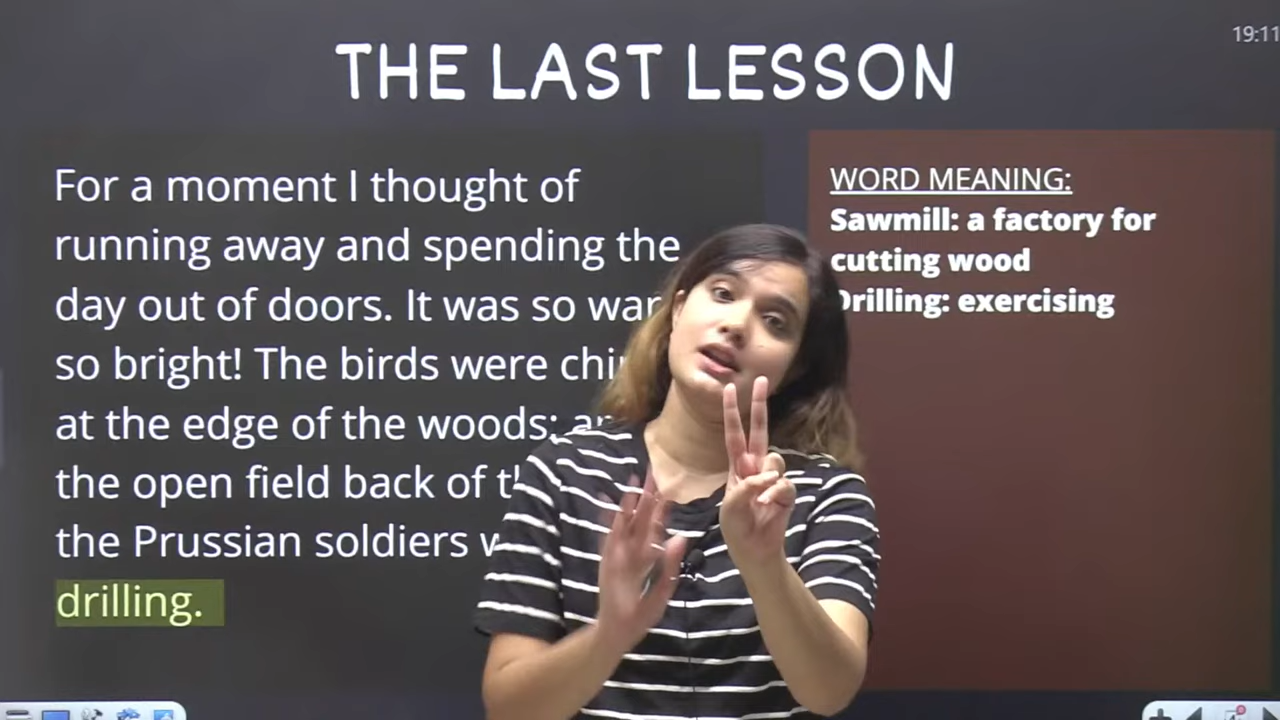 THE LAST LESSON
19:11
For a moment I thought of
running away and spending the
day out of doors. It was so
so bright! The birds were
at the edge of the woods;
the open field back of
the Prussian soldiers
drilling.
WORD MEANING:
Sawmill: a factory for
cutting wood
Drilling: exercising